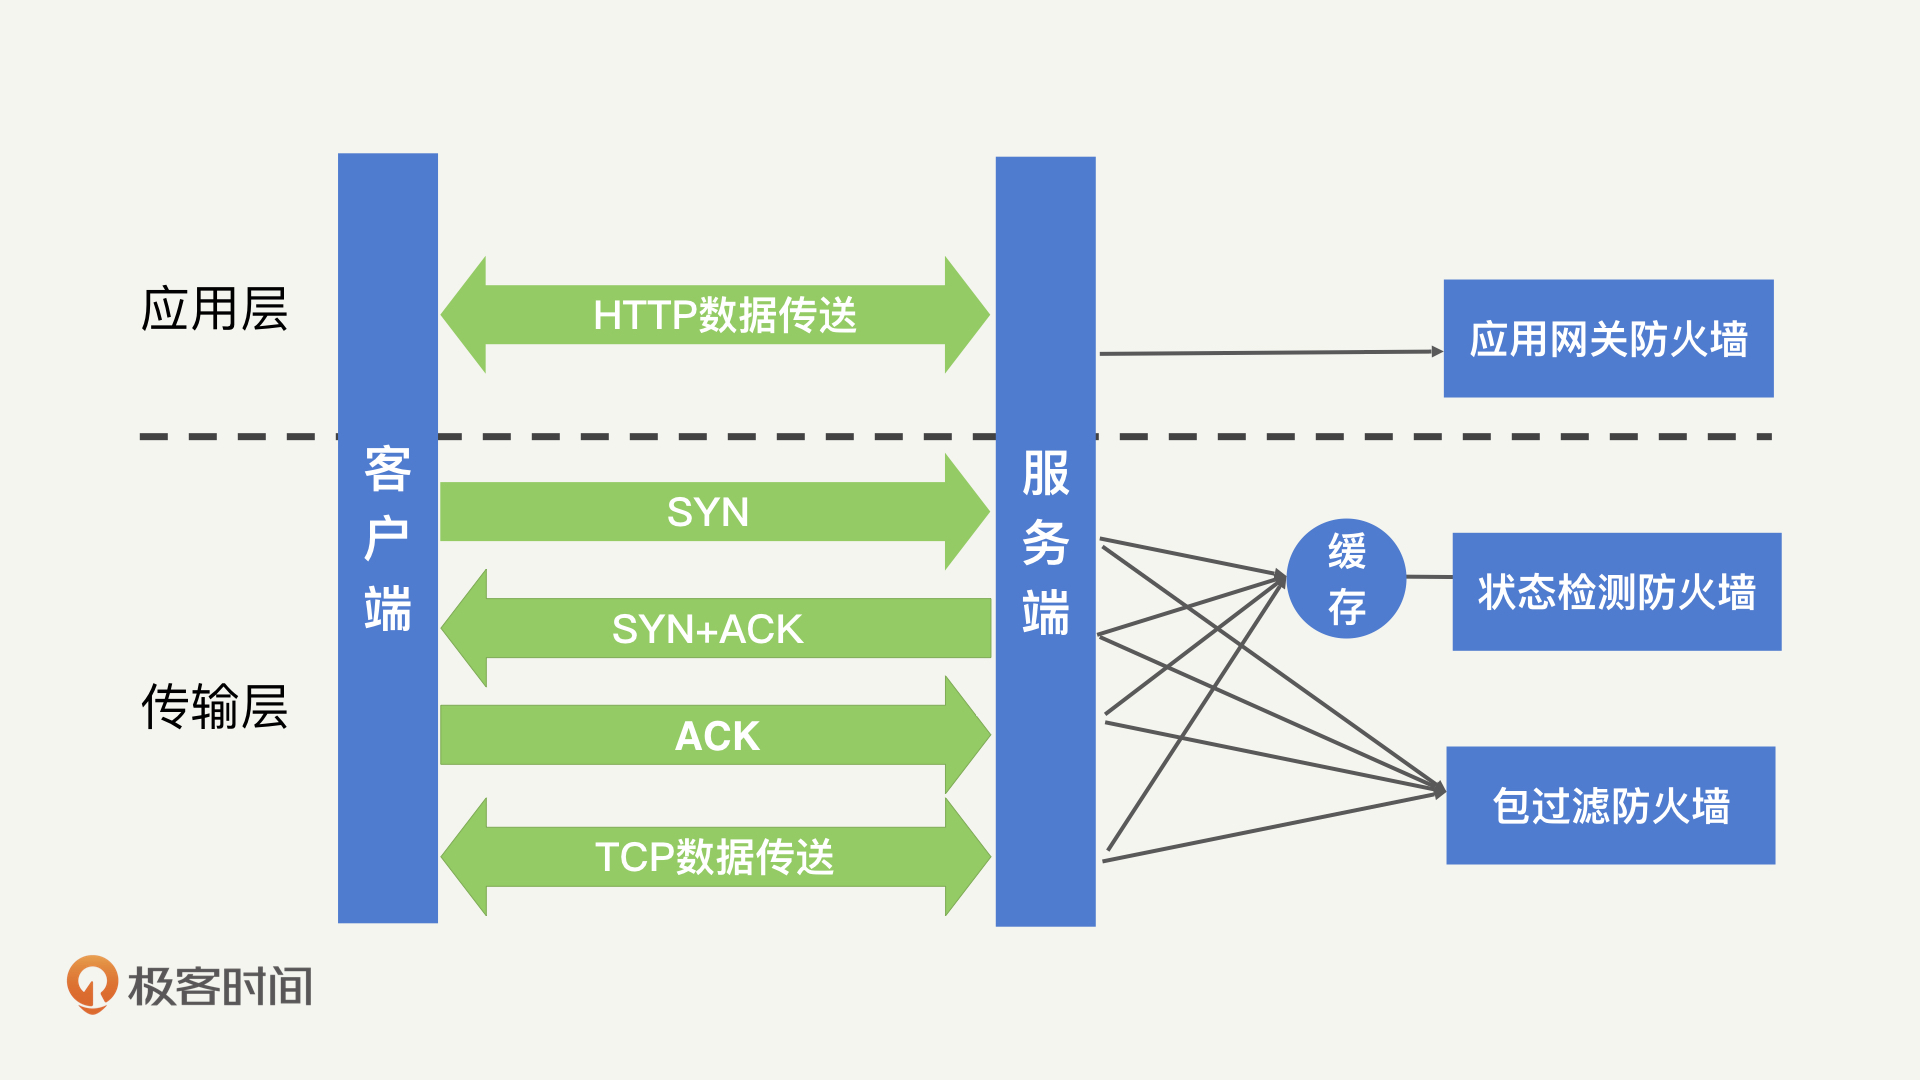 应用层
传输层
客户端
HTTP数据传送
SYN
SYN+ACK
ACK
TCP数据传送
服务端
缓存
应用网关防火墙
状态检测防火墙
包过滤防火墙
极客时间